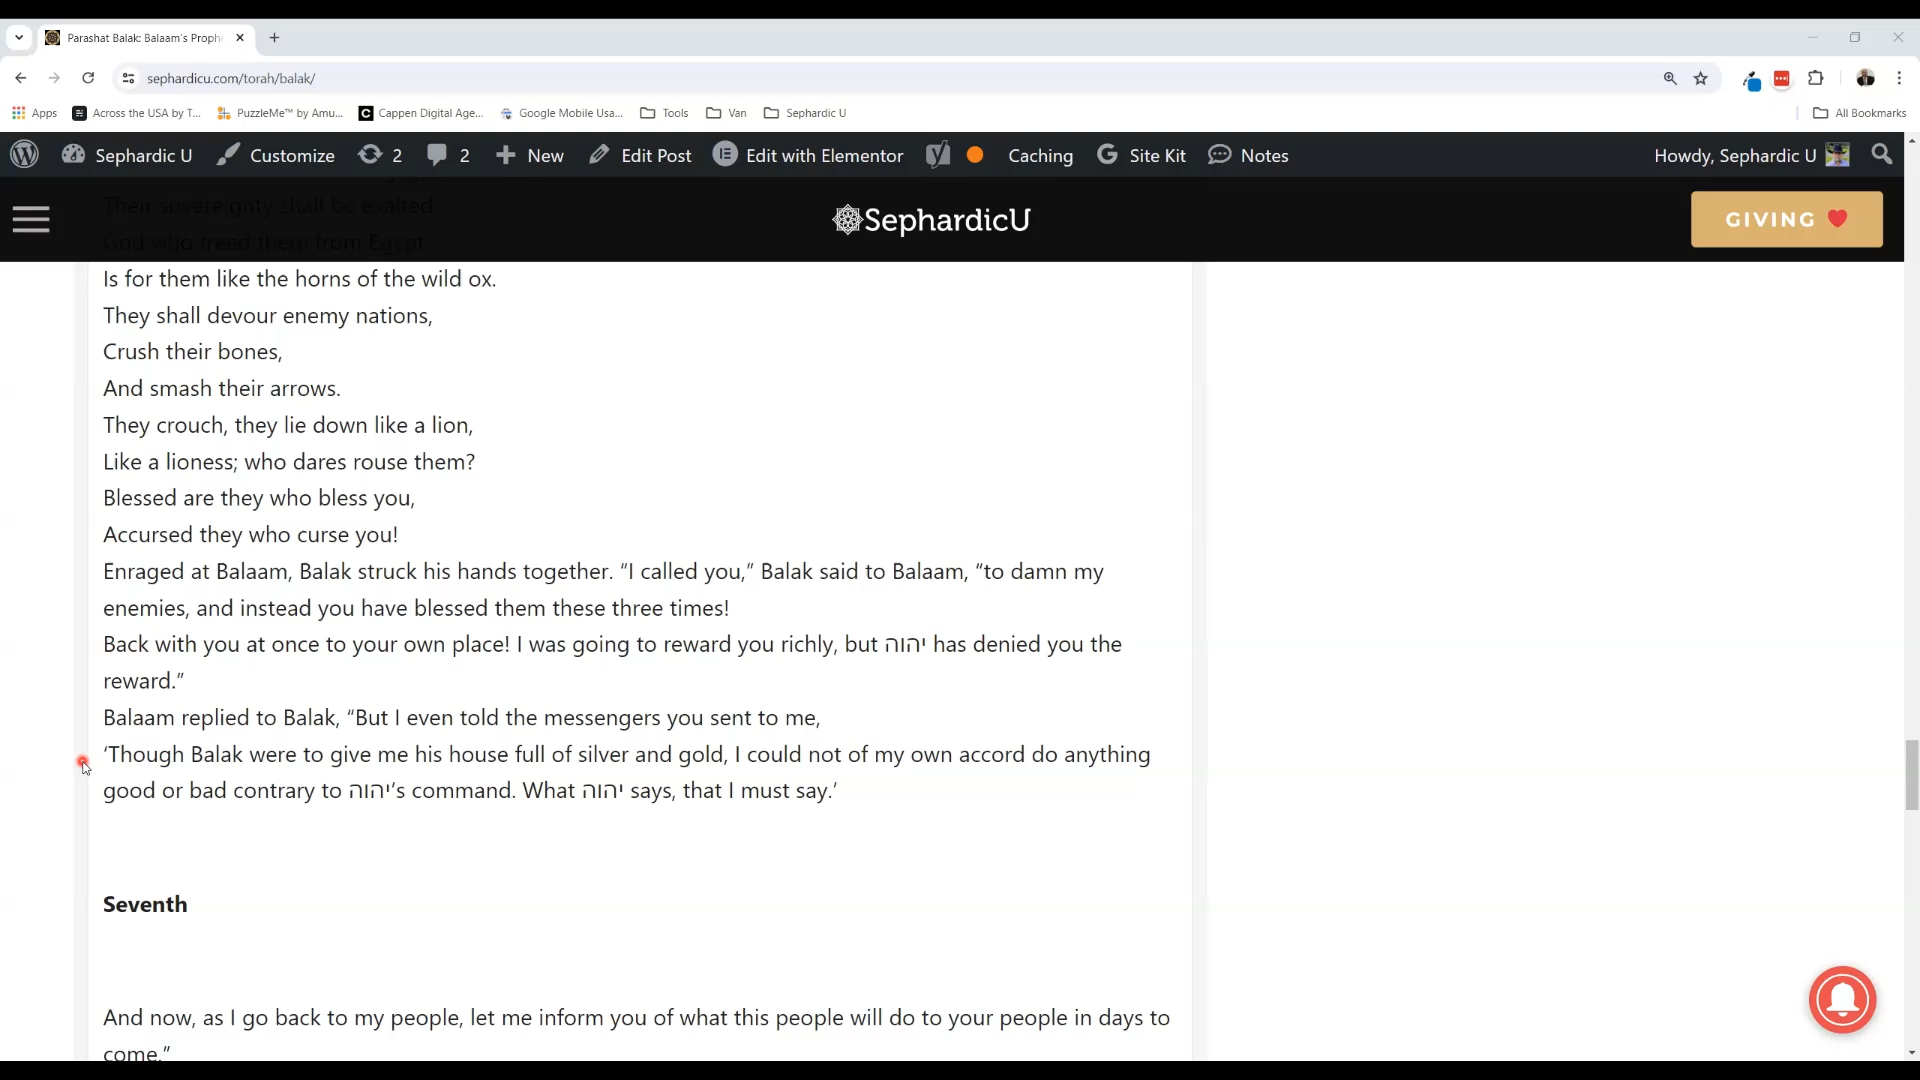 Parashat Balak: Balaam's Proph
sephardicu.com/torah/balak/
Apps
Across the USA by T...
PuzzleMe™ by Amu...
Cappen Digital Age...
Google Mobile Usa...
Tools
Van
Sephardic U
All Bookmarks
Sephardic U
Customize
2
2
New
Edit Post
Edit with Elementor
Caching
Site Kit
Notes
Howdy, Sephardic U
Their sovereignty shall be exalted
SephardicU
GIVING
God who freed them from Egypt
Is for them like the horns of the wild ox.
They shall devour enemy nations,
Crush their bones,
And smash their arrows.
They crouch, they lie down like a lion,
Like a lioness; who dares rouse them?
Blessed are they who bless you,
Accursed they who curse you!
Enraged at Balaam, Balak struck his hands together. “I called you,” Balak said to Balaam, “to damn my
enemies, and instead you have blessed them these three times!
Back with you at once to your own place! I was going to reward you richly, but יהוה has denied you the
reward.”
Balaam replied to Balak, “But I even told the messengers you sent to me,
‘Though Balak were to give me his house full of silver and gold, I could not of my own accord do anything
good or bad contrary to יהוה’s command. What יהוה says, that I must say.’
Seventh
And now, as I go back to my people, let me inform you of what this people will do to your people in days to
come.”